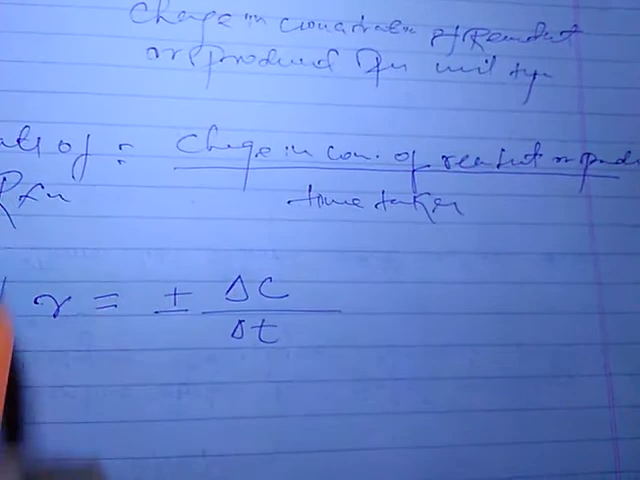 Change in concentration of Reactant
or product per unit time
Rate of = Change in con. of reactant or product
Rxn time taken
r = ± ΔC
Δt